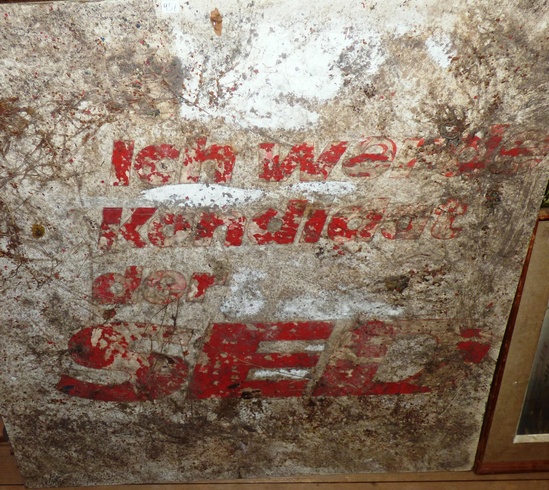 Ich werde
Kandidat
der
SED